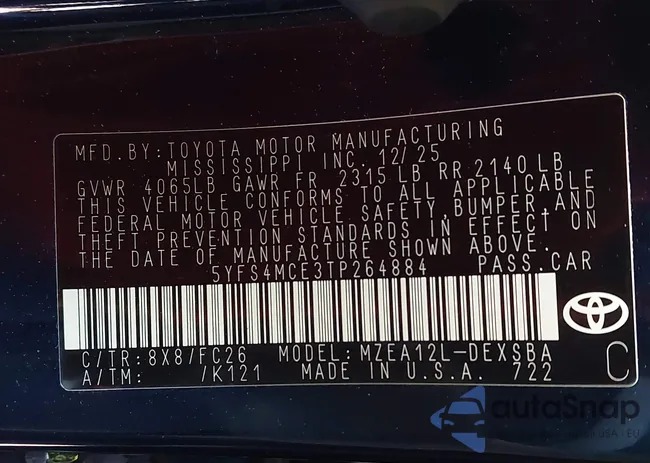 MFD. BY: TOYOTA MOTOR MANUFACTURING
MISSISSIPPI INC. 12/25
GVWR 4065LB GAWR FR 2315 LB RR 2140 LB
THIS VEHICLE CONFORMS TO ALL APPLICABLE
FEDERAL MOTOR VEHICLE SAFETY, BUMPER, AND
THEFT PREVENTION STANDARDS IN EFFECT ON
THE DATE OF MANUFACTURE SHOWN ABOVE.
5YFS4MCE3TP264884 PASS. CAR
C/TR: 8X8/FC26 MODEL: MZEA12L-DEXSBA
A/TM: /K121 MADE IN U.S.A. 722 C
autoSnap